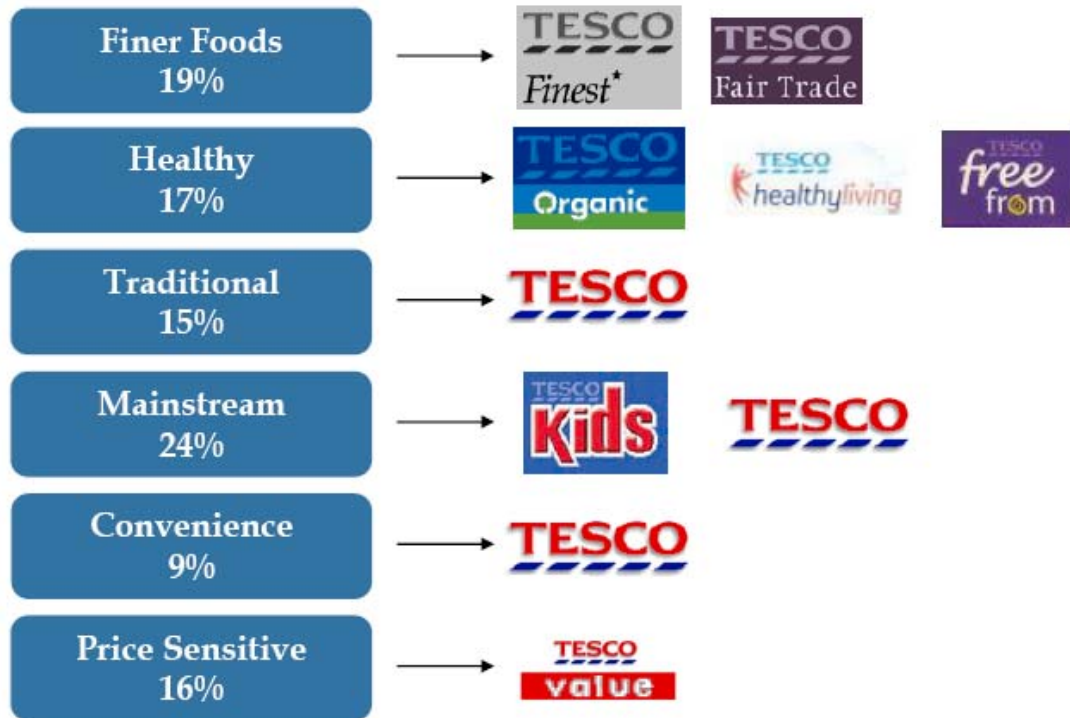 Finer Foods
19%
TESCO
Finest*
TESCO
Fair Trade
Healthy
17%
TESCO
Organic
TESCO
healthyliving
TESCO
free
from
Traditional
15%
TESCO
Mainstream
24%
TESCO
Kids
TESCO
Convenience
9%
TESCO
Price Sensitive
16%
TESCO
value